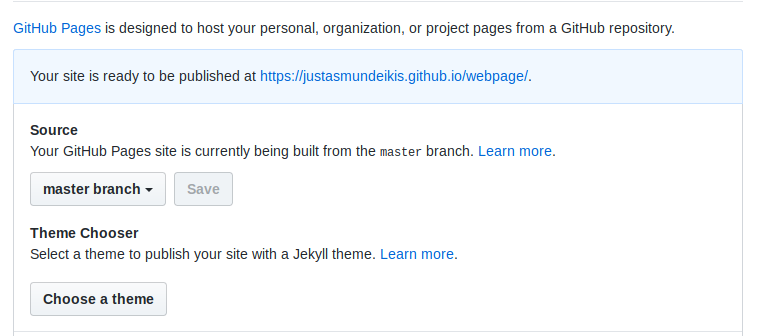 GitHub Pages is designed to host your personal, organization, or project pages from a GitHub repository.
Your site is ready to be published at https://justasmundeikis.github.io/webpage/.
Source
Your GitHub Pages site is currently being built from the master branch. Learn more.
master branch Save
Theme Chooser
Select a theme to publish your site with a Jekyll theme. Learn more.
Choose a theme